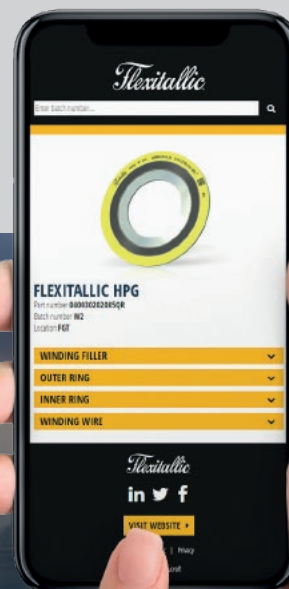 Flexitallic
Enter batch number...
FLEXITALLIC HPG
Part number
Batch number W2
Location FGT
WINDING FILLER
OUTER RING
INNER RING
WINDING WIRE
Flexitallic
in f
VISIT WEBSITE
| Privacy